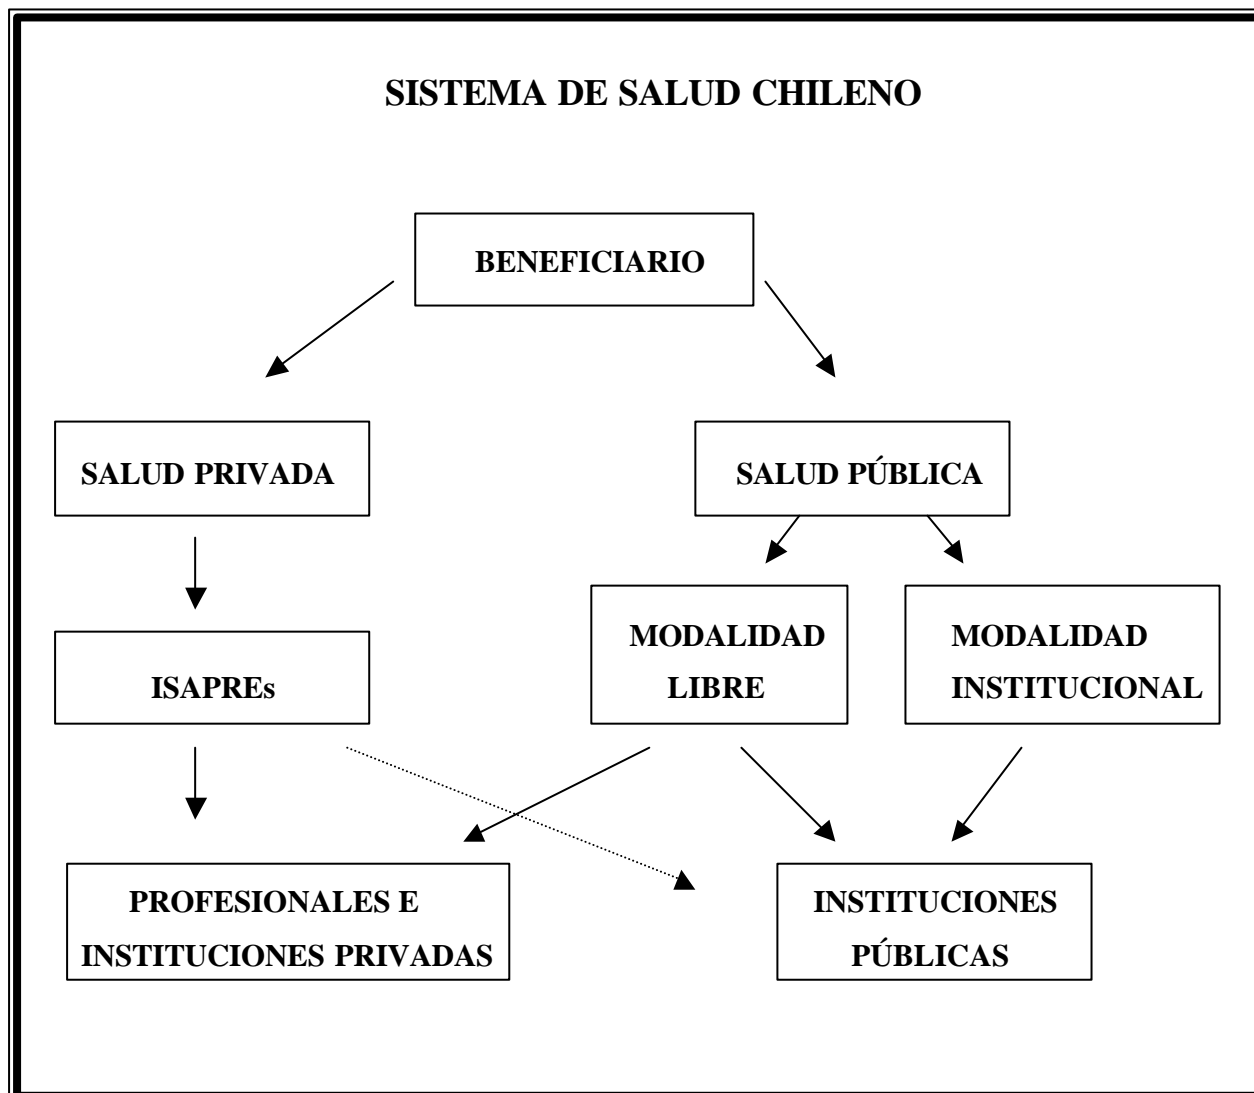 SISTEMA DE SALUD CHILENO
BENEFICIARIO
SALUD PRIVADA
SALUD PÚBLICA
ISAPREs
MODALIDAD
LIBRE
MODALIDAD
INSTITUCIONAL
PROFESIONALES E
INSTITUCIONES PRIVADAS
INSTITUCIONES
PÚBLICAS